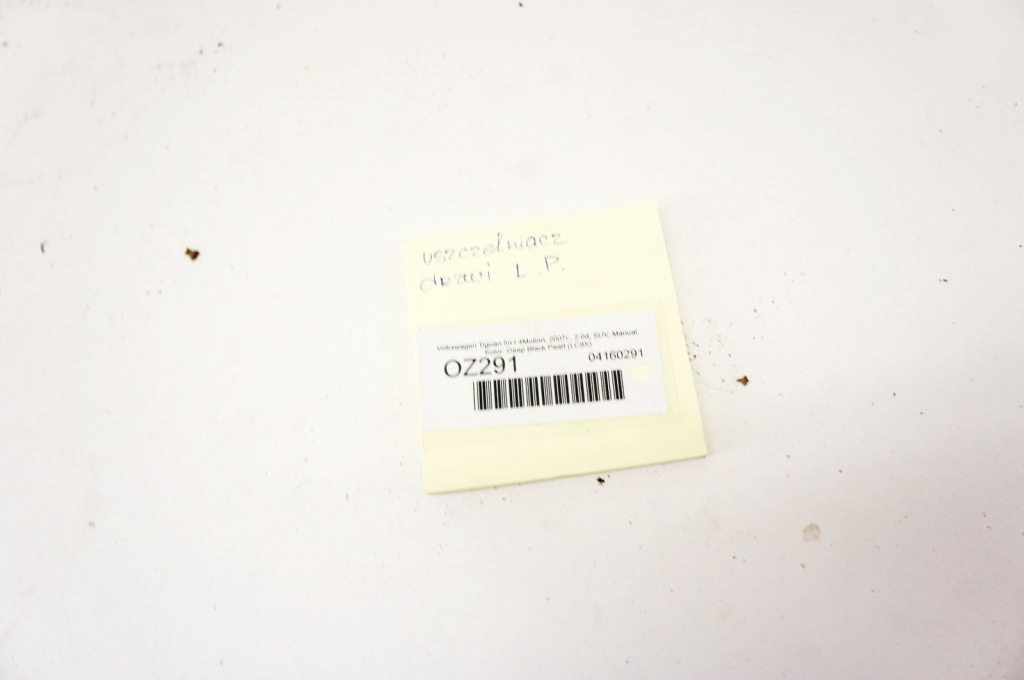 uszczelniacz
drzwi L.P.
Volkswagen Tiguan 5n I 4Motion, 2007r., 2.0d, SUV, Manual,
Kolor: Deep Black Pearl (LC9X)
OZ291 04160291